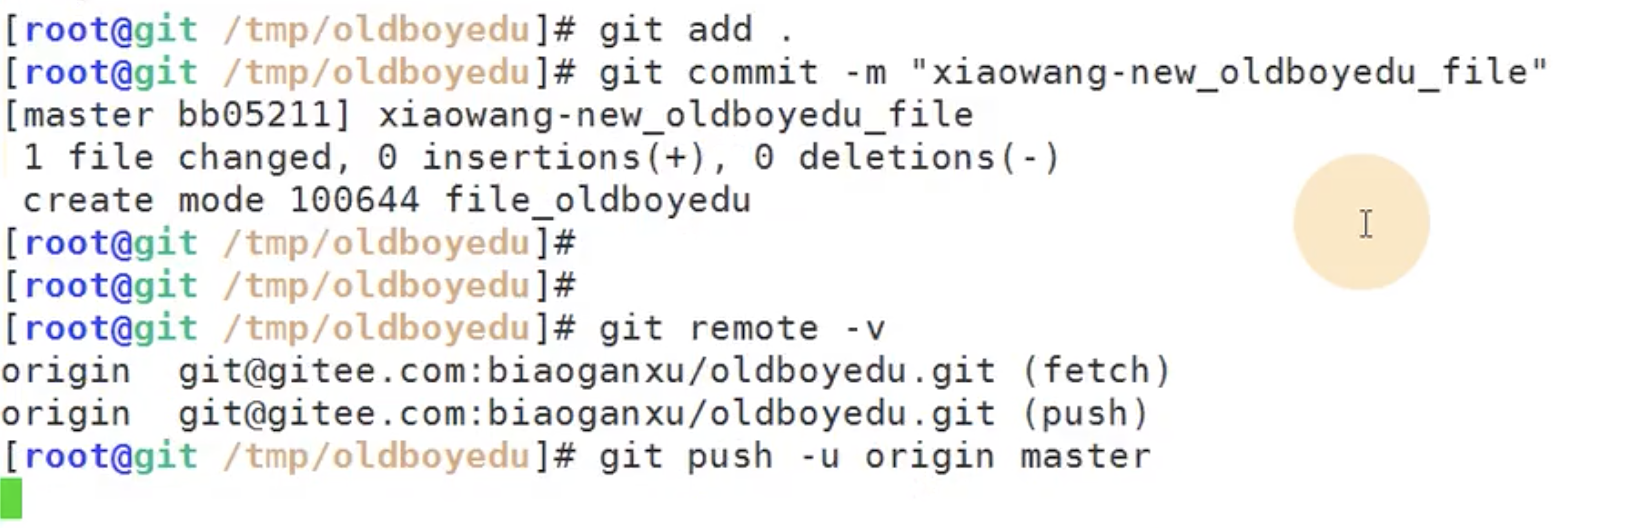 [root@git /tmp/oldboyedu]# git add .
[root@git /tmp/oldboyedu]# git commit -m "xiaowang-new_oldboyedu_file"
[master bb05211] xiaowang-new_oldboyedu_file
 1 file changed, 0 insertions(+), 0 deletions(-)
 create mode 100644 file_oldboyedu
[root@git /tmp/oldboyedu]#
[root@git /tmp/oldboyedu]#
[root@git /tmp/oldboyedu]# git remote -v
origin  git@gitee.com:biaoganxu/oldboyedu.git (fetch)
origin  git@gitee.com:biaoganxu/oldboyedu.git (push)
[root@git /tmp/oldboyedu]# git push -u origin master